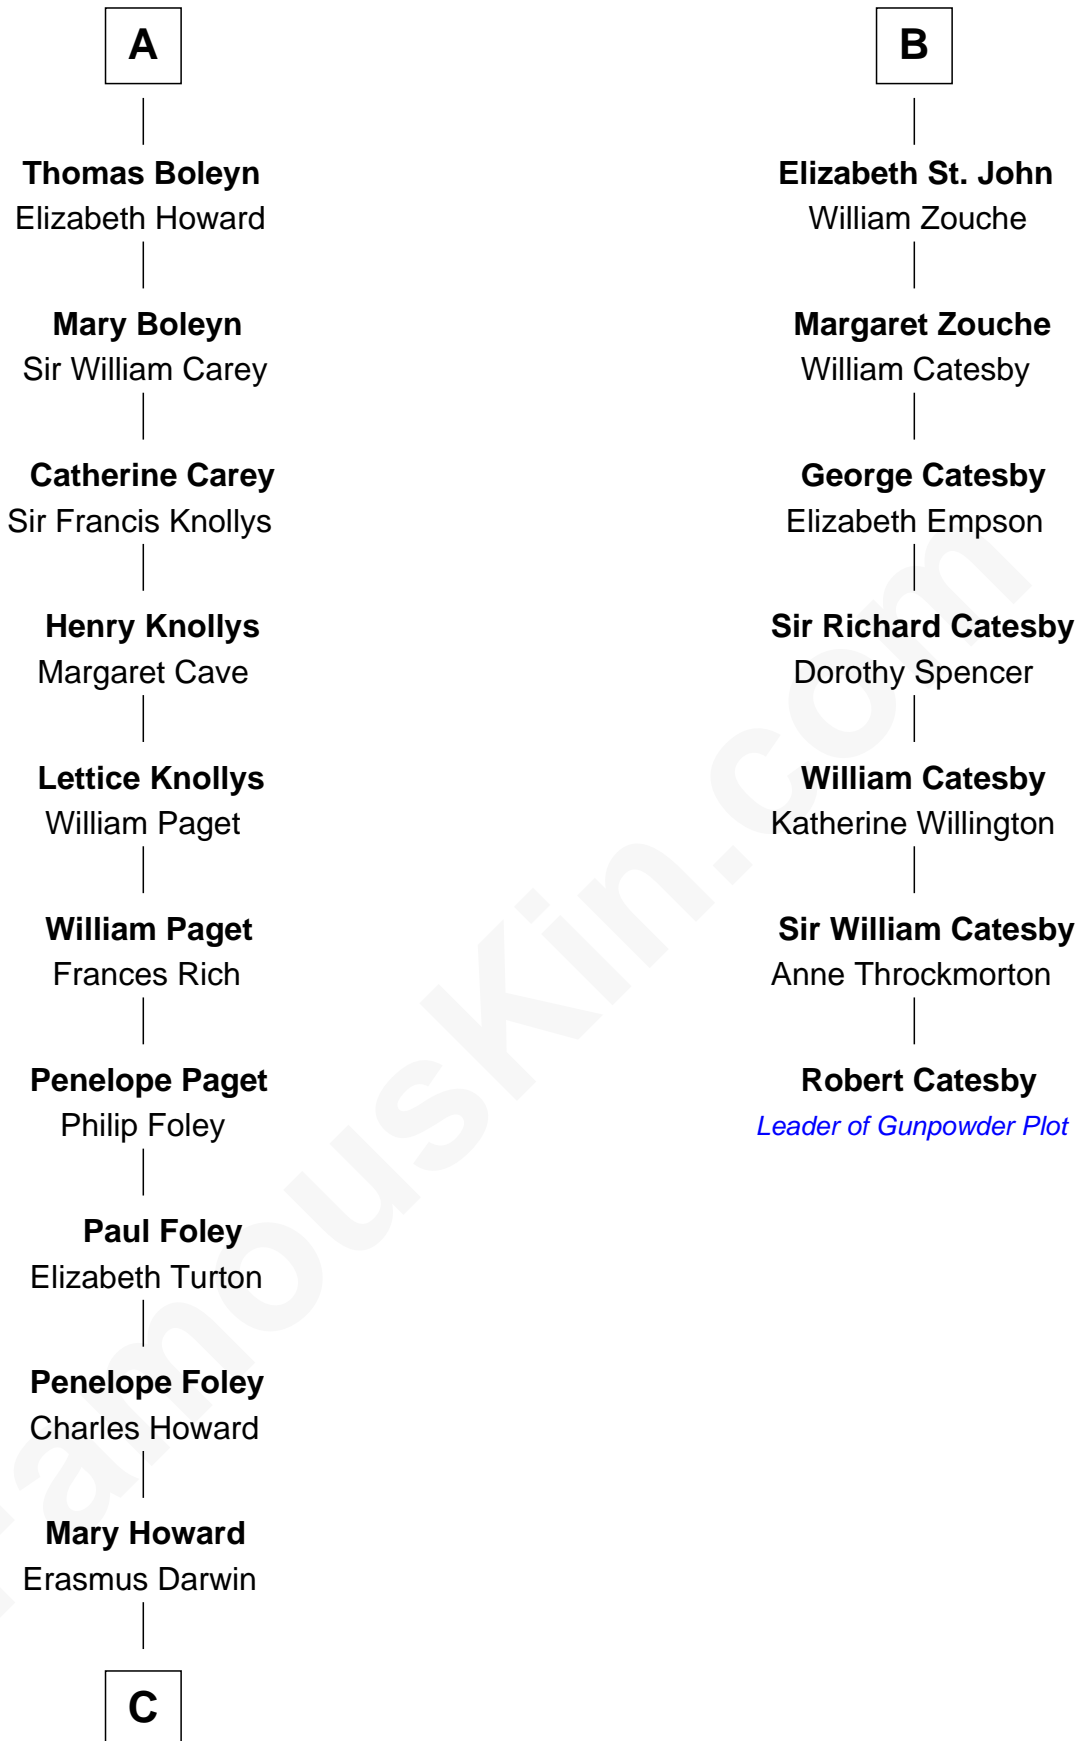 A
Thomas Boleyn
Elizabeth Howard
Mary Boleyn
Sir William Carey
Catherine Carey
Sir Francis Knollys
Henry Knollys
Margaret Cave
Lettice Knollys
William Paget
William Paget
Frances Rich
Penelope Paget
Philip Foley
Paul Foley
Elizabeth Turton
Penelope Foley
Charles Howard
Mary Howard
Erasmus Darwin
C
B
Elizabeth St. John
William Zouche
Margaret Zouche
William Catesby
George Catesby
Elizabeth Empson
Sir Richard Catesby
Dorothy Spencer
William Catesby
Katherine Willington
Sir William Catesby
Anne Throckmorton
Robert Catesby
Leader of Gunpowder Plot
FamousKin.com